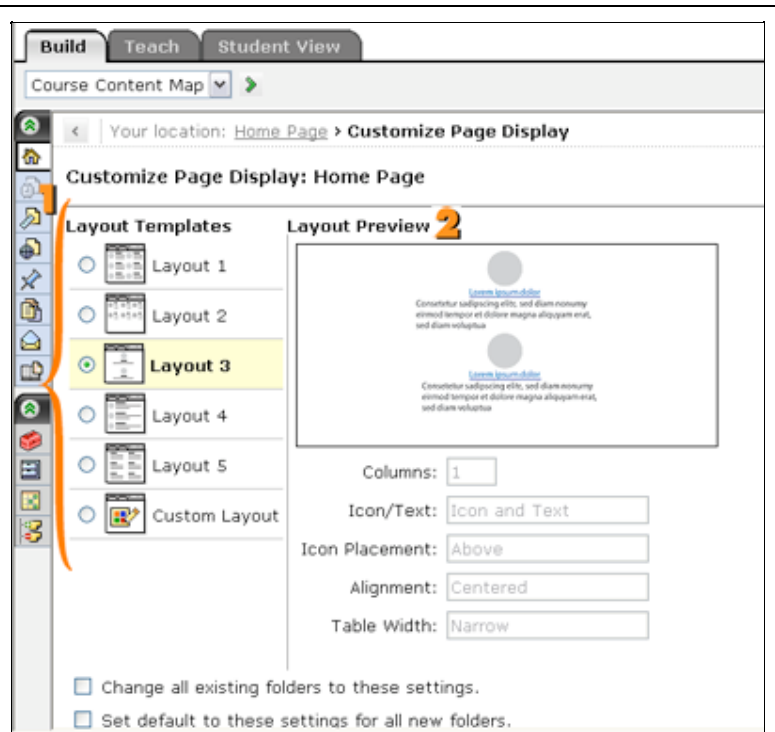 Build Teach Student View
Course Content Map
Your location: Home Page > Customize Page Display
Customize Page Display: Home Page
1
Layout Templates
Layout 1
Layout 2
Layout 3
Layout 4
Layout 5
Custom Layout
Layout Preview 2
Lorem ipsum dolor
Consetetur sadipscing elitr, sed diam nonumy
eirmod tempor et dolore magna aliquyam erat,
sed diam voluptua
Lorem ipsum dolor
Consetetur sadipscing elitr, sed diam nonumy
eirmod tempor et dolore magna aliquyam erat,
sed diam voluptua
Columns: 1
Icon/Text: Icon and Text
Icon Placement: Above
Alignment: Centered
Table Width: Narrow
Change all existing folders to these settings.
Set default to these settings for all new folders.